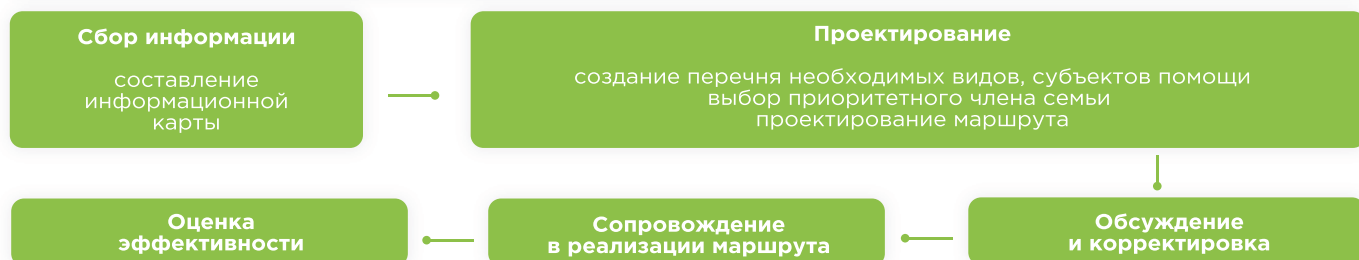 Сбор информации
составление
информационной
карты
Проектирование
создание перечня необходимых видов, субъектов помощи
выбор приоритетного члена семьи
проектирование маршрута
Обсуждение
и корректировка
Сопровождение
в реализации маршрута
Оценка
эффективности